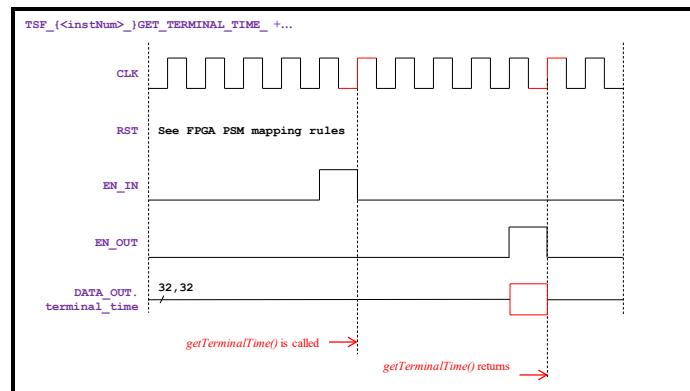 TSF_{<instNum>_}GET_TERMINAL_TIME_ +…
CLK
RST See FPGA PSM mapping rules
EN_IN
EN_OUT
32,32
DATA_OUT.
terminal_time
getTerminalTime() is called
getTerminalTime() returns